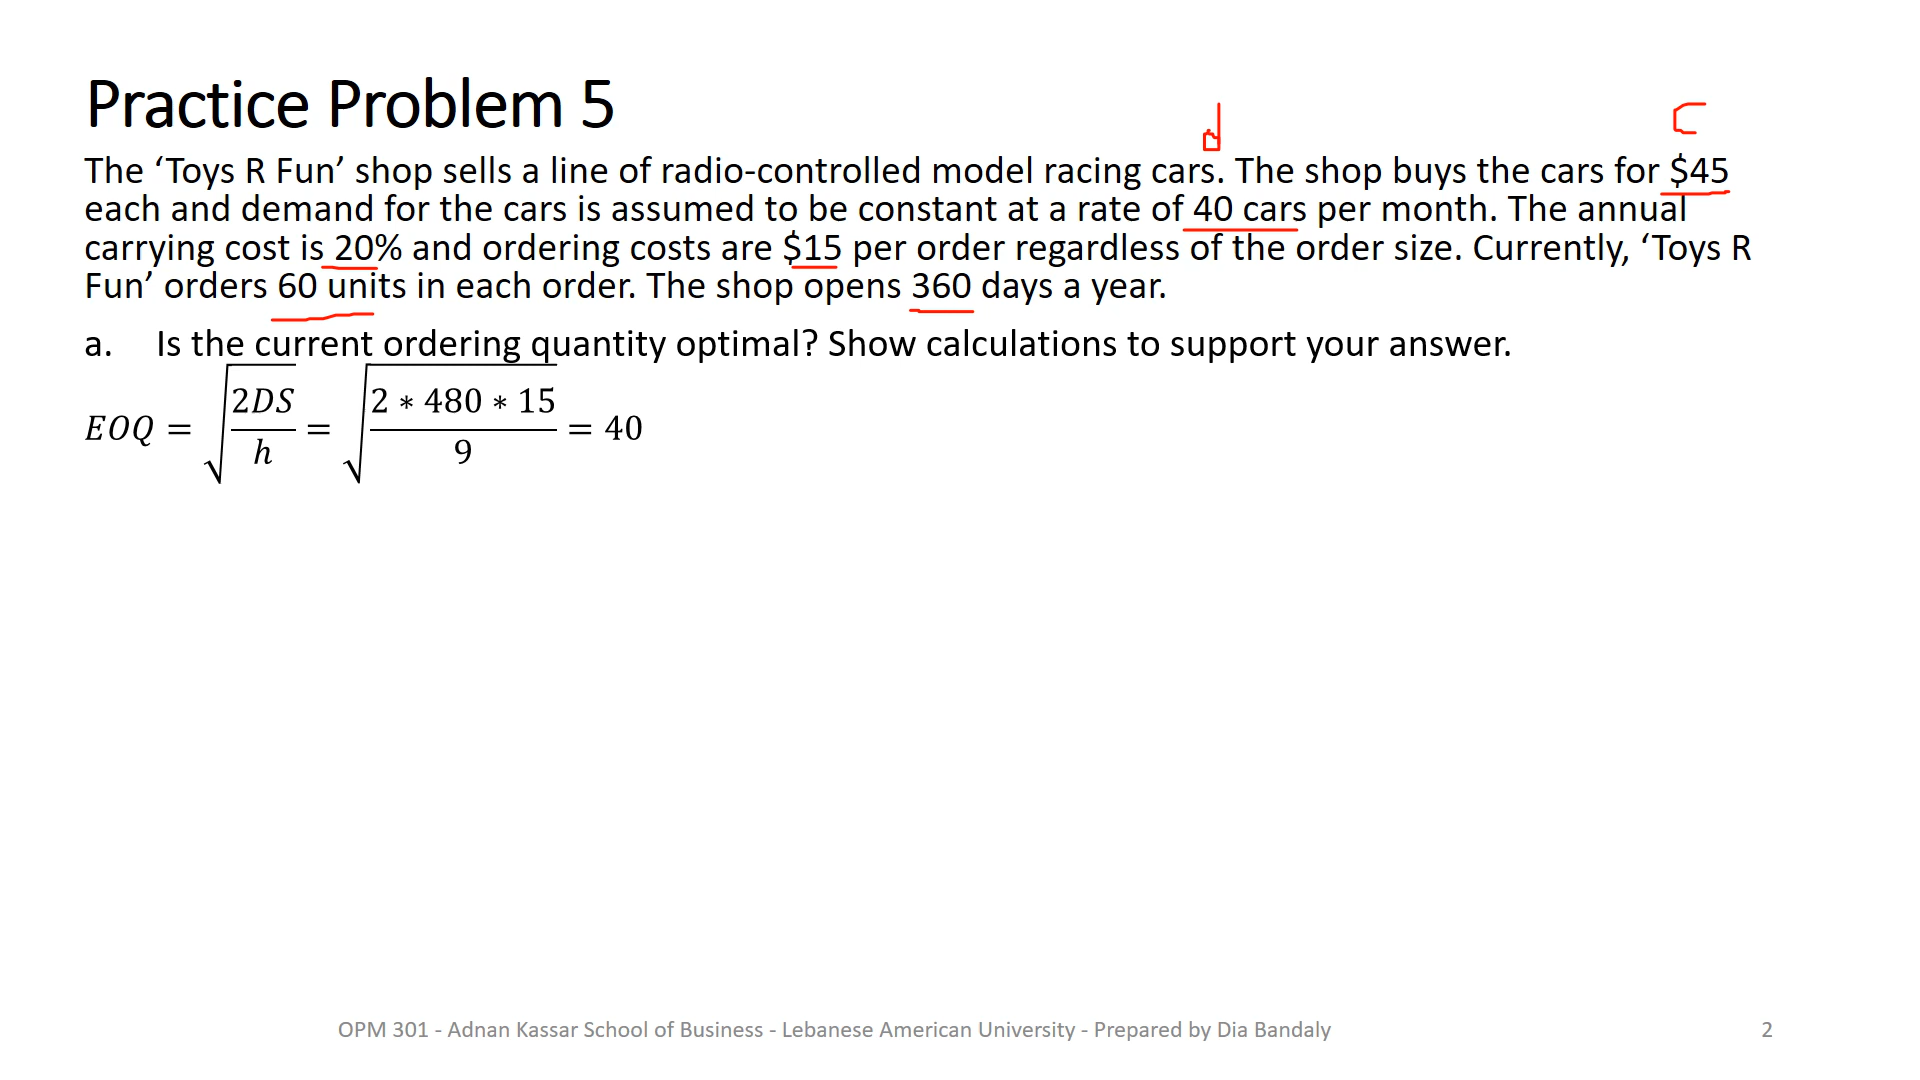 Practice Problem 5
d
C
The ‘Toys R Fun’ shop sells a line of radio-controlled model racing cars. The shop buys the cars for $45
each and demand for the cars is assumed to be constant at a rate of 40 cars per month. The annual
carrying cost is 20% and ordering costs are $15 per order regardless of the order size. Currently, ‘Toys R
Fun’ orders 60 units in each order. The shop opens 360 days a year.
a. Is the current ordering quantity optimal? Show calculations to support your answer.
EOQ = √(2DS/h) = √(2 ∗ 480 ∗ 15/9) = 40
OPM 301 - Adnan Kassar School of Business - Lebanese American University - Prepared by Dia Bandaly
2